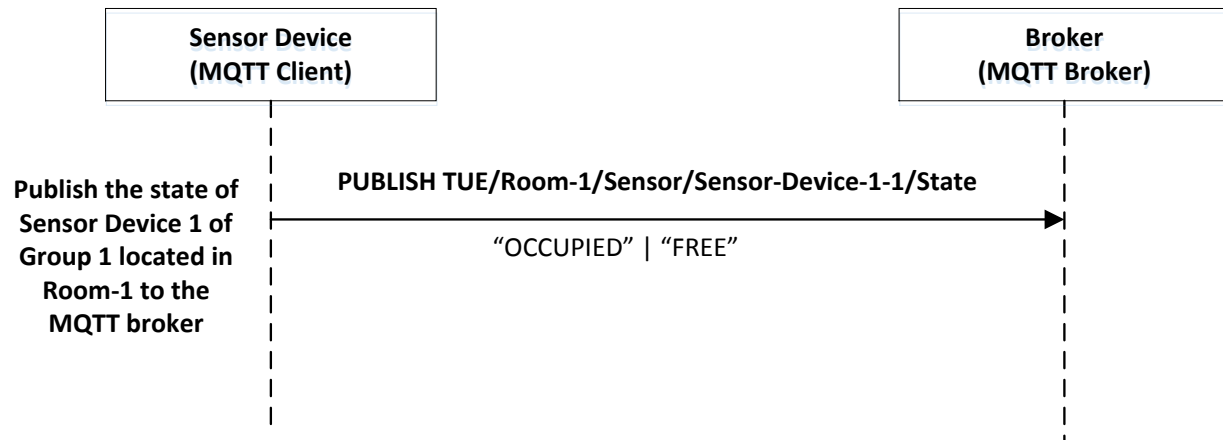 Sensor Device
(MQTT Client)
Broker
(MQTT Broker)
Publish the state of
Sensor Device 1 of
Group 1 located in
Room-1 to the
MQTT broker
PUBLISH TUE/Room-1/Sensor/Sensor-Device-1-1/State
“OCCUPIED” | “FREE”